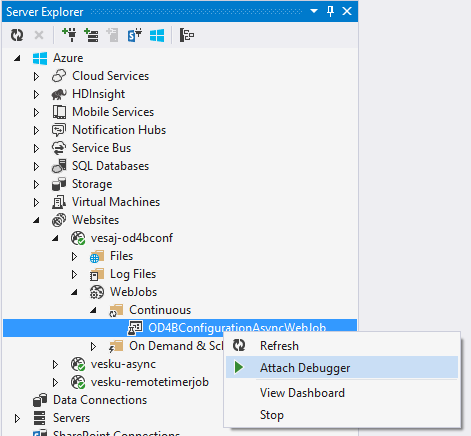 Server Explorer
Azure
Cloud Services
HDInsight
Mobile Services
Notification Hubs
Service Bus
SQL Databases
Storage
Virtual Machines
Websites
vesaj-od4bconf
Files
Log Files
WebJobs
Continuous
OD4BConfigurationAsyncWebJob
On Demand & Sc
vesku-async
vesku-remotetimerjob
Data Connections
Servers
SharePoint Connections
Refresh
Attach Debugger
View Dashboard
Stop